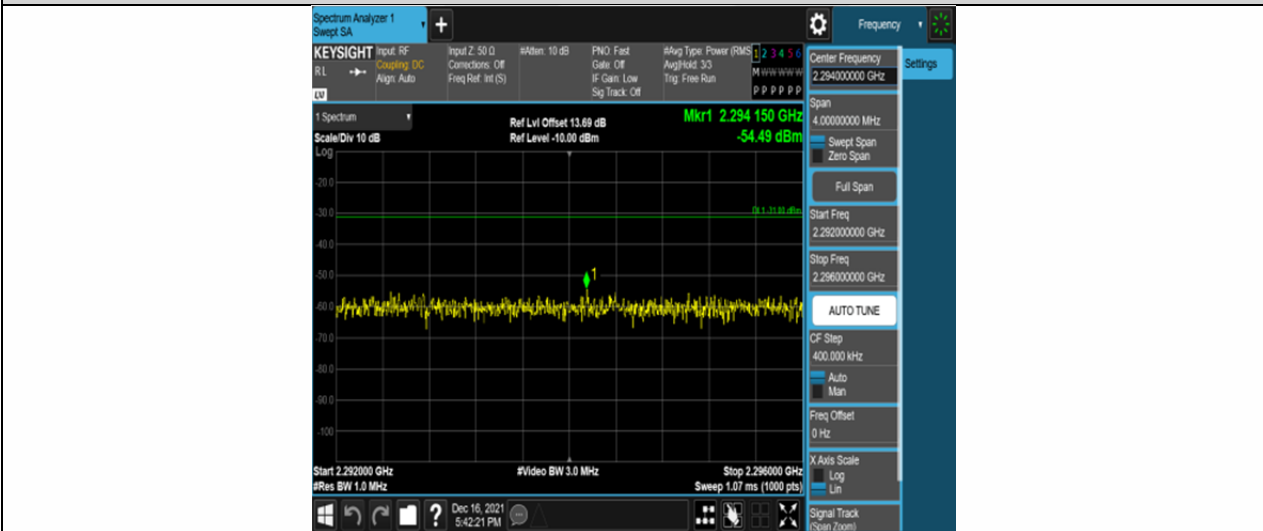 Spectrum Analyzer 1
Swept SA
+
Frequency
KEYSIGHT
RL
LW
Input: RF
Coupling: DC
Align: Auto
Input Z: 50 Ω
Corrections: Off
Freq Ref: Int (S)
#Atten: 10 dB
PNO: Fast
Gate: Off
IF Gain: Low
Sig Track: Off
#Avg Type: Power (RMS
Avg|Hold: 3/3
Trig: Free Run
1 2 3 4 5 6
M W W W W W
P P P P P P
1 Spectrum
Scale/Div 10 dB
Log
Ref Lvl Offset 13.69 dB
Ref Level -10.00 dBm
Mkr1 2.294 150 GHz
-54.49 dBm
-20.0
-30.0
DL1 -31.00 dBm
-40.0
-50.0
1
-60.0
-70.0
-80.0
-90.0
-100
Start 2.292000 GHz
#Res BW 1.0 MHz
#Video BW 3.0 MHz
Stop 2.296000 GHz
Sweep 1.07 ms (1000 pts)
?
Dec 16, 2021
5:42:21 PM
Center Frequency
2.294000000 GHz
Settings
Span
4.00000000 MHz
Swept Span
Zero Span
Full Span
Start Freq
2.292000000 GHz
Stop Freq
2.296000000 GHz
AUTO TUNE
CF Step
400.000 kHz
Auto
Man
Freq Offset
0 Hz
X Axis Scale
Log
Lin
Signal Track
(Span Zoom)